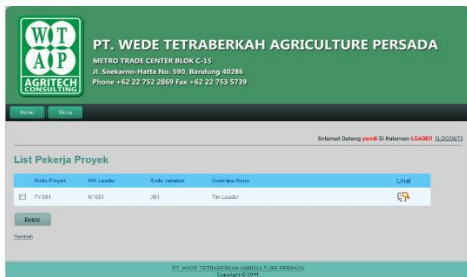 W T
A P
AGRITECH
CONSULTING
PT. WEDE TETRABERKAH AGRICULTURE PERSADA
METRO TRADE CENTER BLOK C-15
Jl. Soekarno-Hatta No. 590, Bandung 40286
Phone +62 22 752 2869 Fax +62 22 753 5739
Home Menu
Selamat Datang yandi Di Halaman LEADER [LOGOUT]
List Pekerja Proyek
Kode Proyek NIK Leader Kode Jabatan Deskripsi Kerja Lihat
PY001 K1001 JB1 Tim Leader
Delete
Tambah
PT. WEDE TETRABERKAH AGRICULTURE PERSADA
Copyright © 2011